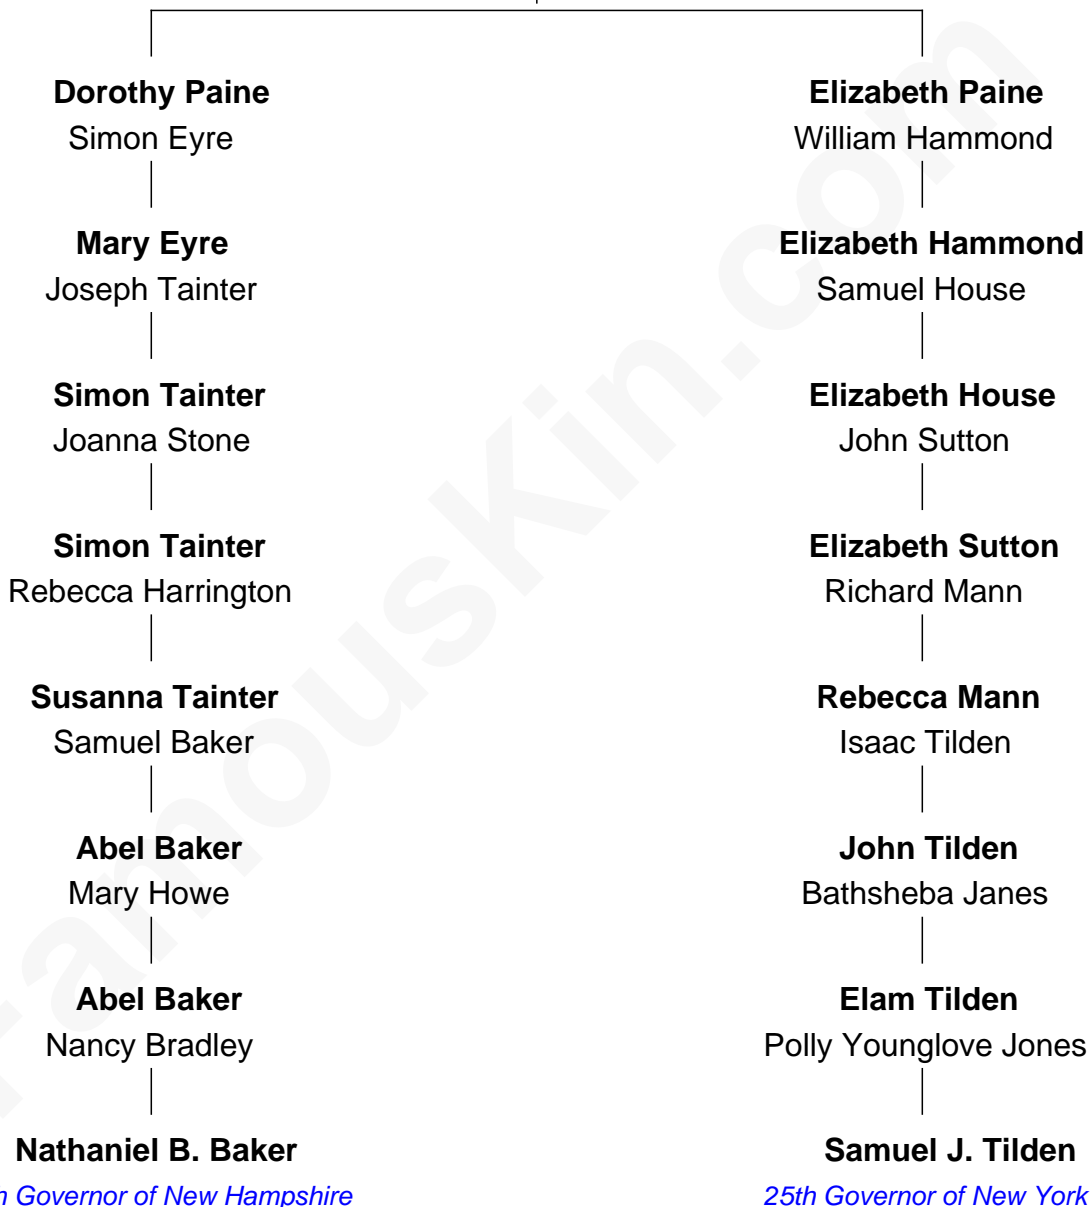 Dorothy Paine
Simon Eyre
Elizabeth Paine
William Hammond
Mary Eyre
Joseph Tainter
Elizabeth Hammond
Samuel House
Simon Tainter
Joanna Stone
Elizabeth House
John Sutton
Simon Tainter
Rebecca Harrington
Elizabeth Sutton
Richard Mann
Susanna Tainter
Samuel Baker
Rebecca Mann
Isaac Tilden
Abel Baker
Mary Howe
John Tilden
Bathsheba Janes
Abel Baker
Nancy Bradley
Elam Tilden
Polly Younglove Jones
Nathaniel B. Baker
Governor of New Hampshire
Samuel J. Tilden
25th Governor of New York
FamousKin.com